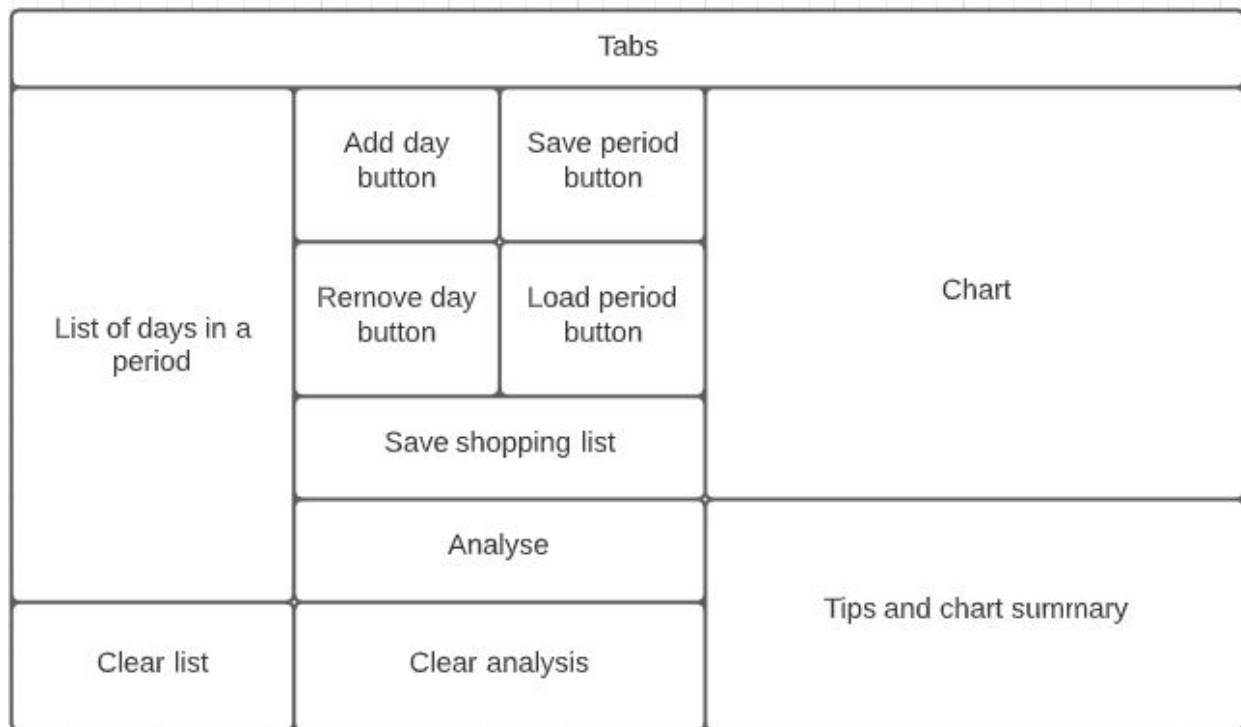 Tabs
Add day
button
Save period
button
Remove day
button
Load period
button
Chart
List of days in a
period
Save shopping list
Analyse
Tips and chart summary
Clear list
Clear analysis